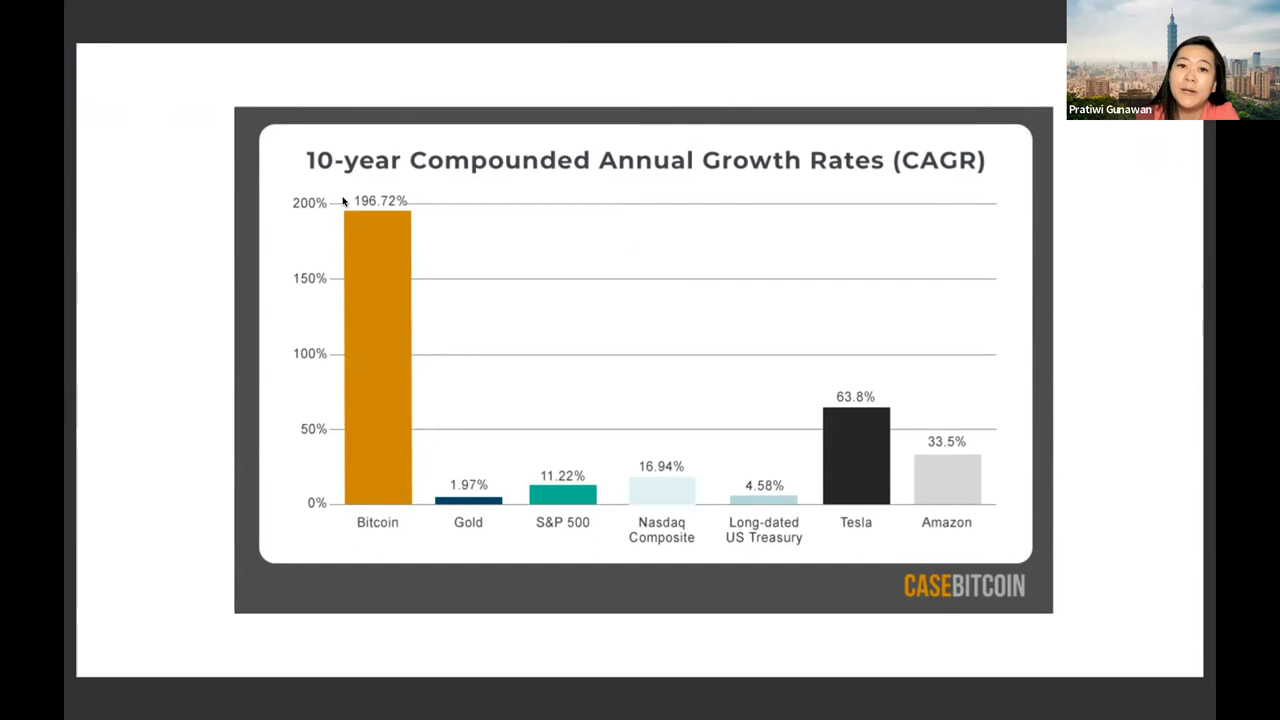 Pratiwi Gunawan
10-year Compounded Annual Growth Rates (CAGR)
200%
196.72%
150%
100%
63.8%
50%
33.5%
16.94%
11.22%
1.97%
4.58%
0%
Bitcoin
Gold
S&P 500
Nasdaq
Composite
Long-dated
US Treasury
Tesla
Amazon
CASEBITCOIN